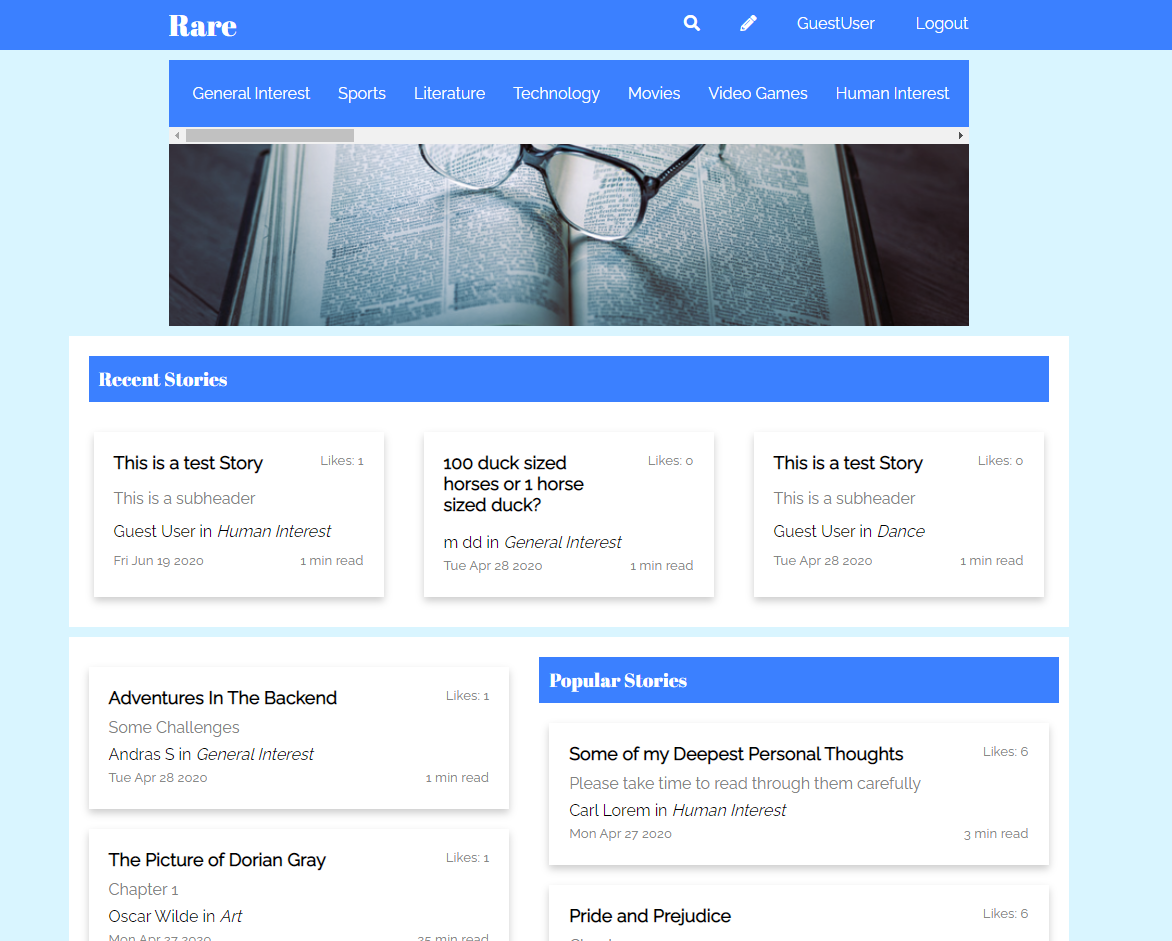 Rare
GuestUser
Logout
General Interest
Sports
Literature
Technology
Movies
Video Games
Human Interest
Recent Stories
This is a test Story
Likes: 1
This is a subheader
Guest User in Human Interest
Fri Jun 19 2020
1 min read
100 duck sized
horses or 1 horse
sized duck?
Likes: 0
m dd in General Interest
Tue Apr 28 2020
1 min read
This is a test Story
Likes: 0
This is a subheader
Guest User in Dance
Tue Apr 28 2020
1 min read
Adventures In The Backend
Likes: 1
Some Challenges
Andras S in General Interest
Tue Apr 28 2020
1 min read
The Picture of Dorian Gray
Likes: 1
Chapter 1
Oscar Wilde in Art
Mon Apr 27 2020
25 min read
Popular Stories
Some of my Deepest Personal Thoughts
Likes: 6
Please take time to read through them carefully
Carl Lorem in Human Interest
Mon Apr 27 2020
3 min read
Pride and Prejudice
Likes: 6